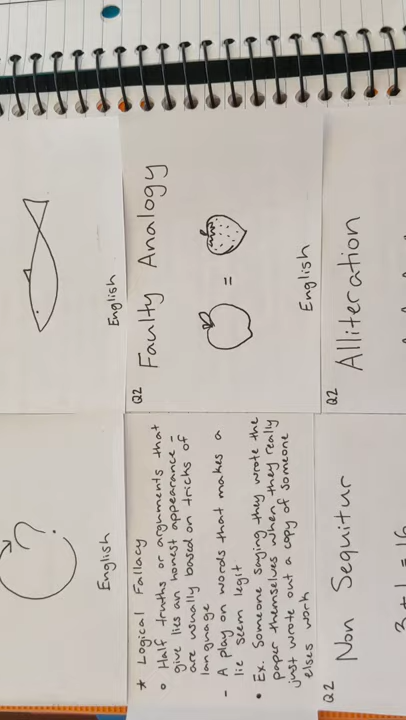 ?
English
English
* Logical Fallacy
o Half truths or arguments that
give lies an honest appearance -
are usually based on tricks of
language
- A play on words that makes a
lie seem legit
• Ex. Someone saying they wrote the
paper themselves when they really
just wrote out a copy of someone
elses work
Q2
Faulty Analogy
=
English
Q2
Non Sequitur
Q2
Alliteration